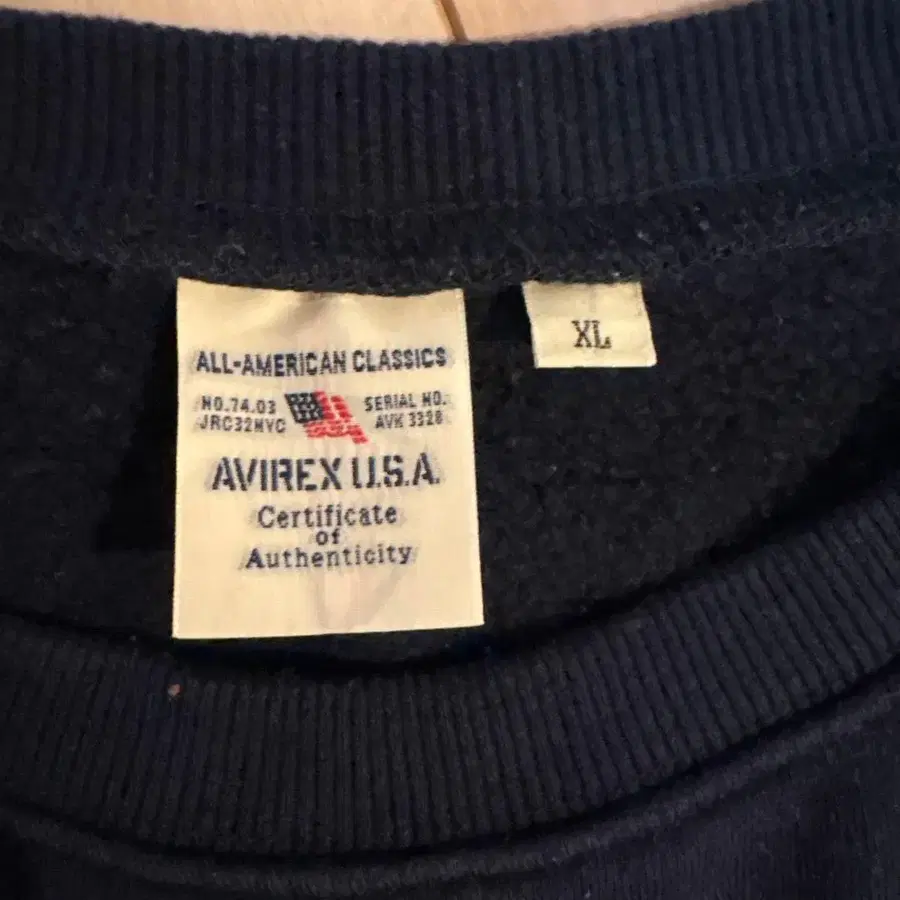 ALL-AMERICAN CLASSICS
NO.74.03 SERIAL NO.
JRC32NYC AVK 3328
AVIREX U.S.A.
Certificate
of
Authenticity
XL